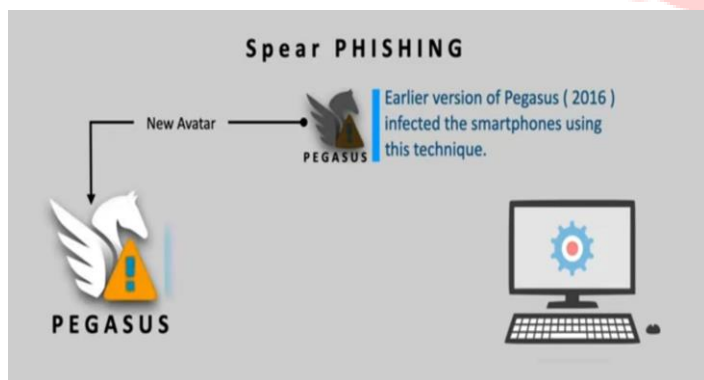 Spear PHISHING
Earlier version of Pegasus ( 2016 )
infected the smartphones using
this technique.
New Avatar
PEGASUS
PEGASUS